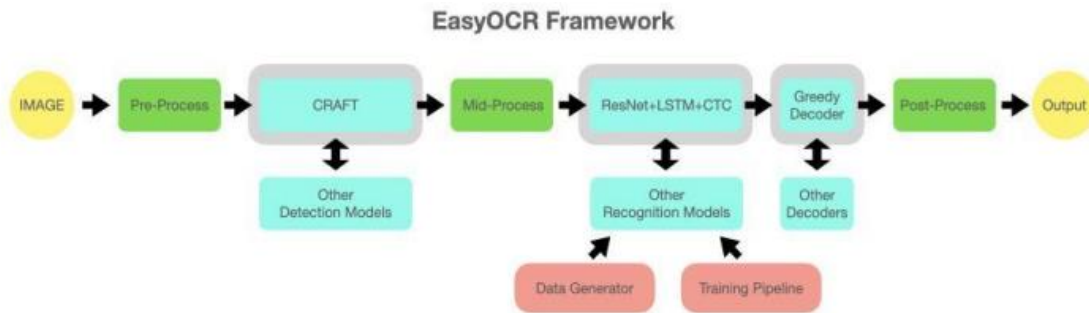 EasyOCR Framework
IMAGE
Pre-Process
CRAFT
Mid-Process
ResNet+LSTM+CTC
Greedy
Decoder
Post-Process
Output
Other
Detection Models
Other
Recognition Models
Other
Decoders
Data Generator
Training Pipeline